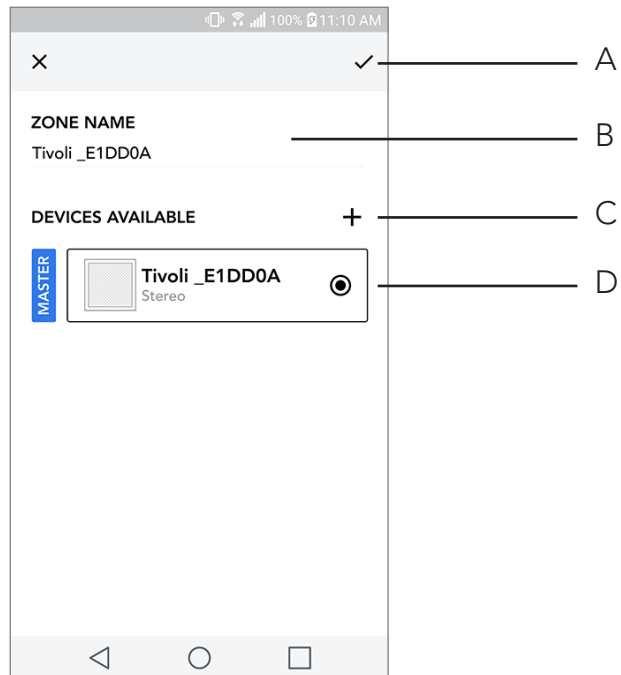 100% 11:10 AM
A
ZONE NAME
B
Tivoli _E1DD0A
DEVICES AVAILABLE
C
MASTER
Tivoli _E1DD0A
Stereo
D